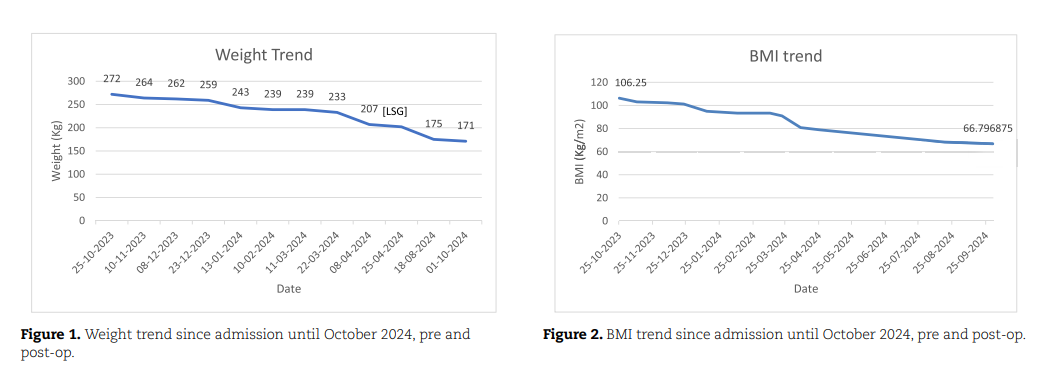 Weight Trend
272 264 262 259 243 239 239 233 207 [LSG] 175 171
300
250
200
150
100
50
0
Weight (Kg)
25-10-2023 10-11-2023 08-12-2023 23-12-2023 13-01-2024 10-02-2024 11-03-2024 22-03-2024 08-04-2024 25-04-2024 18-08-2024 01-10-2024
Date
Figure 1. Weight trend since admission until October 2024, pre and
post-op.
BMI trend
106.25
66.796875
120
100
80
60
40
20
0
BMI (Kg/m2)
25-10-2023 25-11-2023 25-12-2023 25-01-2024 25-02-2024 25-03-2024 25-04-2024 25-05-2024 25-06-2024 25-07-2024 25-08-2024 25-09-2024
Date
Figure 2. BMI trend since admission until October 2024, pre and post-op.